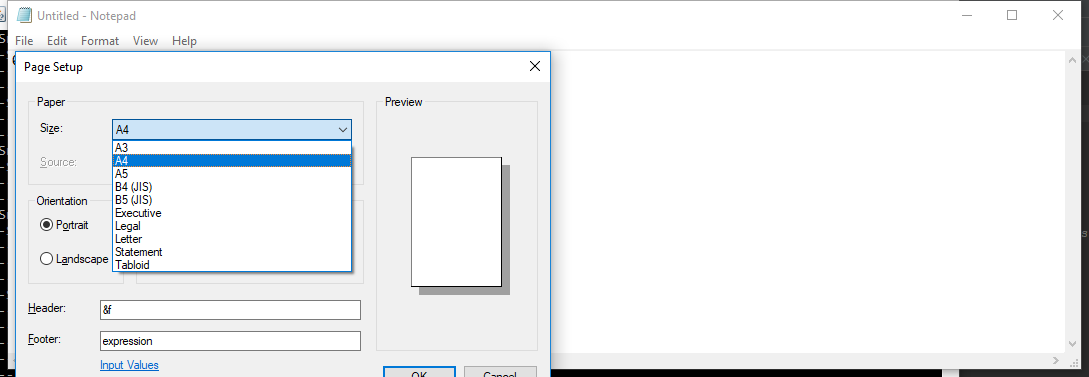 Untitled - Notepad
File Edit Format View Help
Page Setup
Paper
Size: A4
A3
A4
A5
B4 (JIS)
B5 (JIS)
Executive
Legal
Letter
Statement
Tabloid
Source:
Orientation
Portrait
Landscape
Header: &f
Footer: expression
Input Values
Preview
OK Cancel